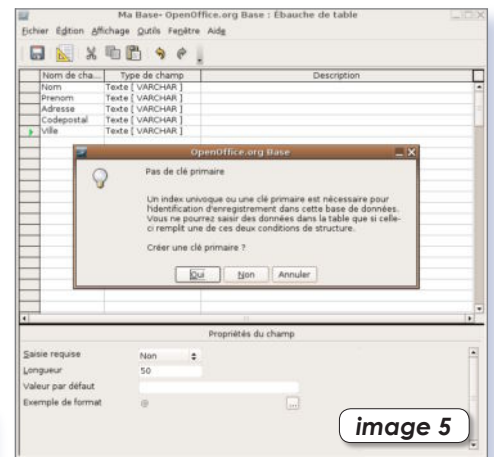 Ma Base- OpenOffice.org Base : Ébauche de table
Fichier Édition Affichage Outils Fenêtre Aide
Nom de cha... Type de champ Description
Nom Texte [ VARCHAR ]
Prenom Texte [ VARCHAR ]
Adresse Texte [ VARCHAR ]
Codepostal Texte [ VARCHAR ]
Ville Texte [ VARCHAR ]
OpenOffice.org Base
Pas de clé primaire
Un index univoque ou une clé primaire est nécessaire pour
l'identification d'enregistrement dans cette base de données.
Vous ne pourrez saisir des données dans la table que si celle-
ci remplit une de ces deux conditions de structure.
Créer une clé primaire ?
Oui Non Annuler
Propriétés du champ
Saisie requise Non
Longueur 50
Valeur par défaut
Exemple de format @ ...
image 5